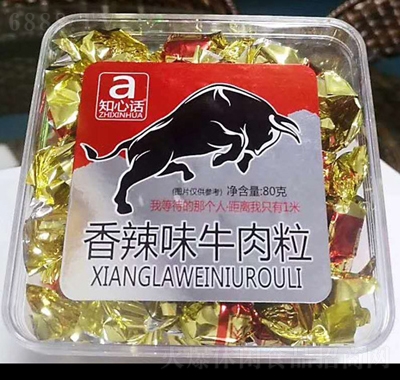 a
知心话
ZHIXINHUA
(图片仅供参考) 净含量:80克
我等待的那个人·距离我只有1米
香辣味牛肉粒
XIANGLAWEINIUROULI